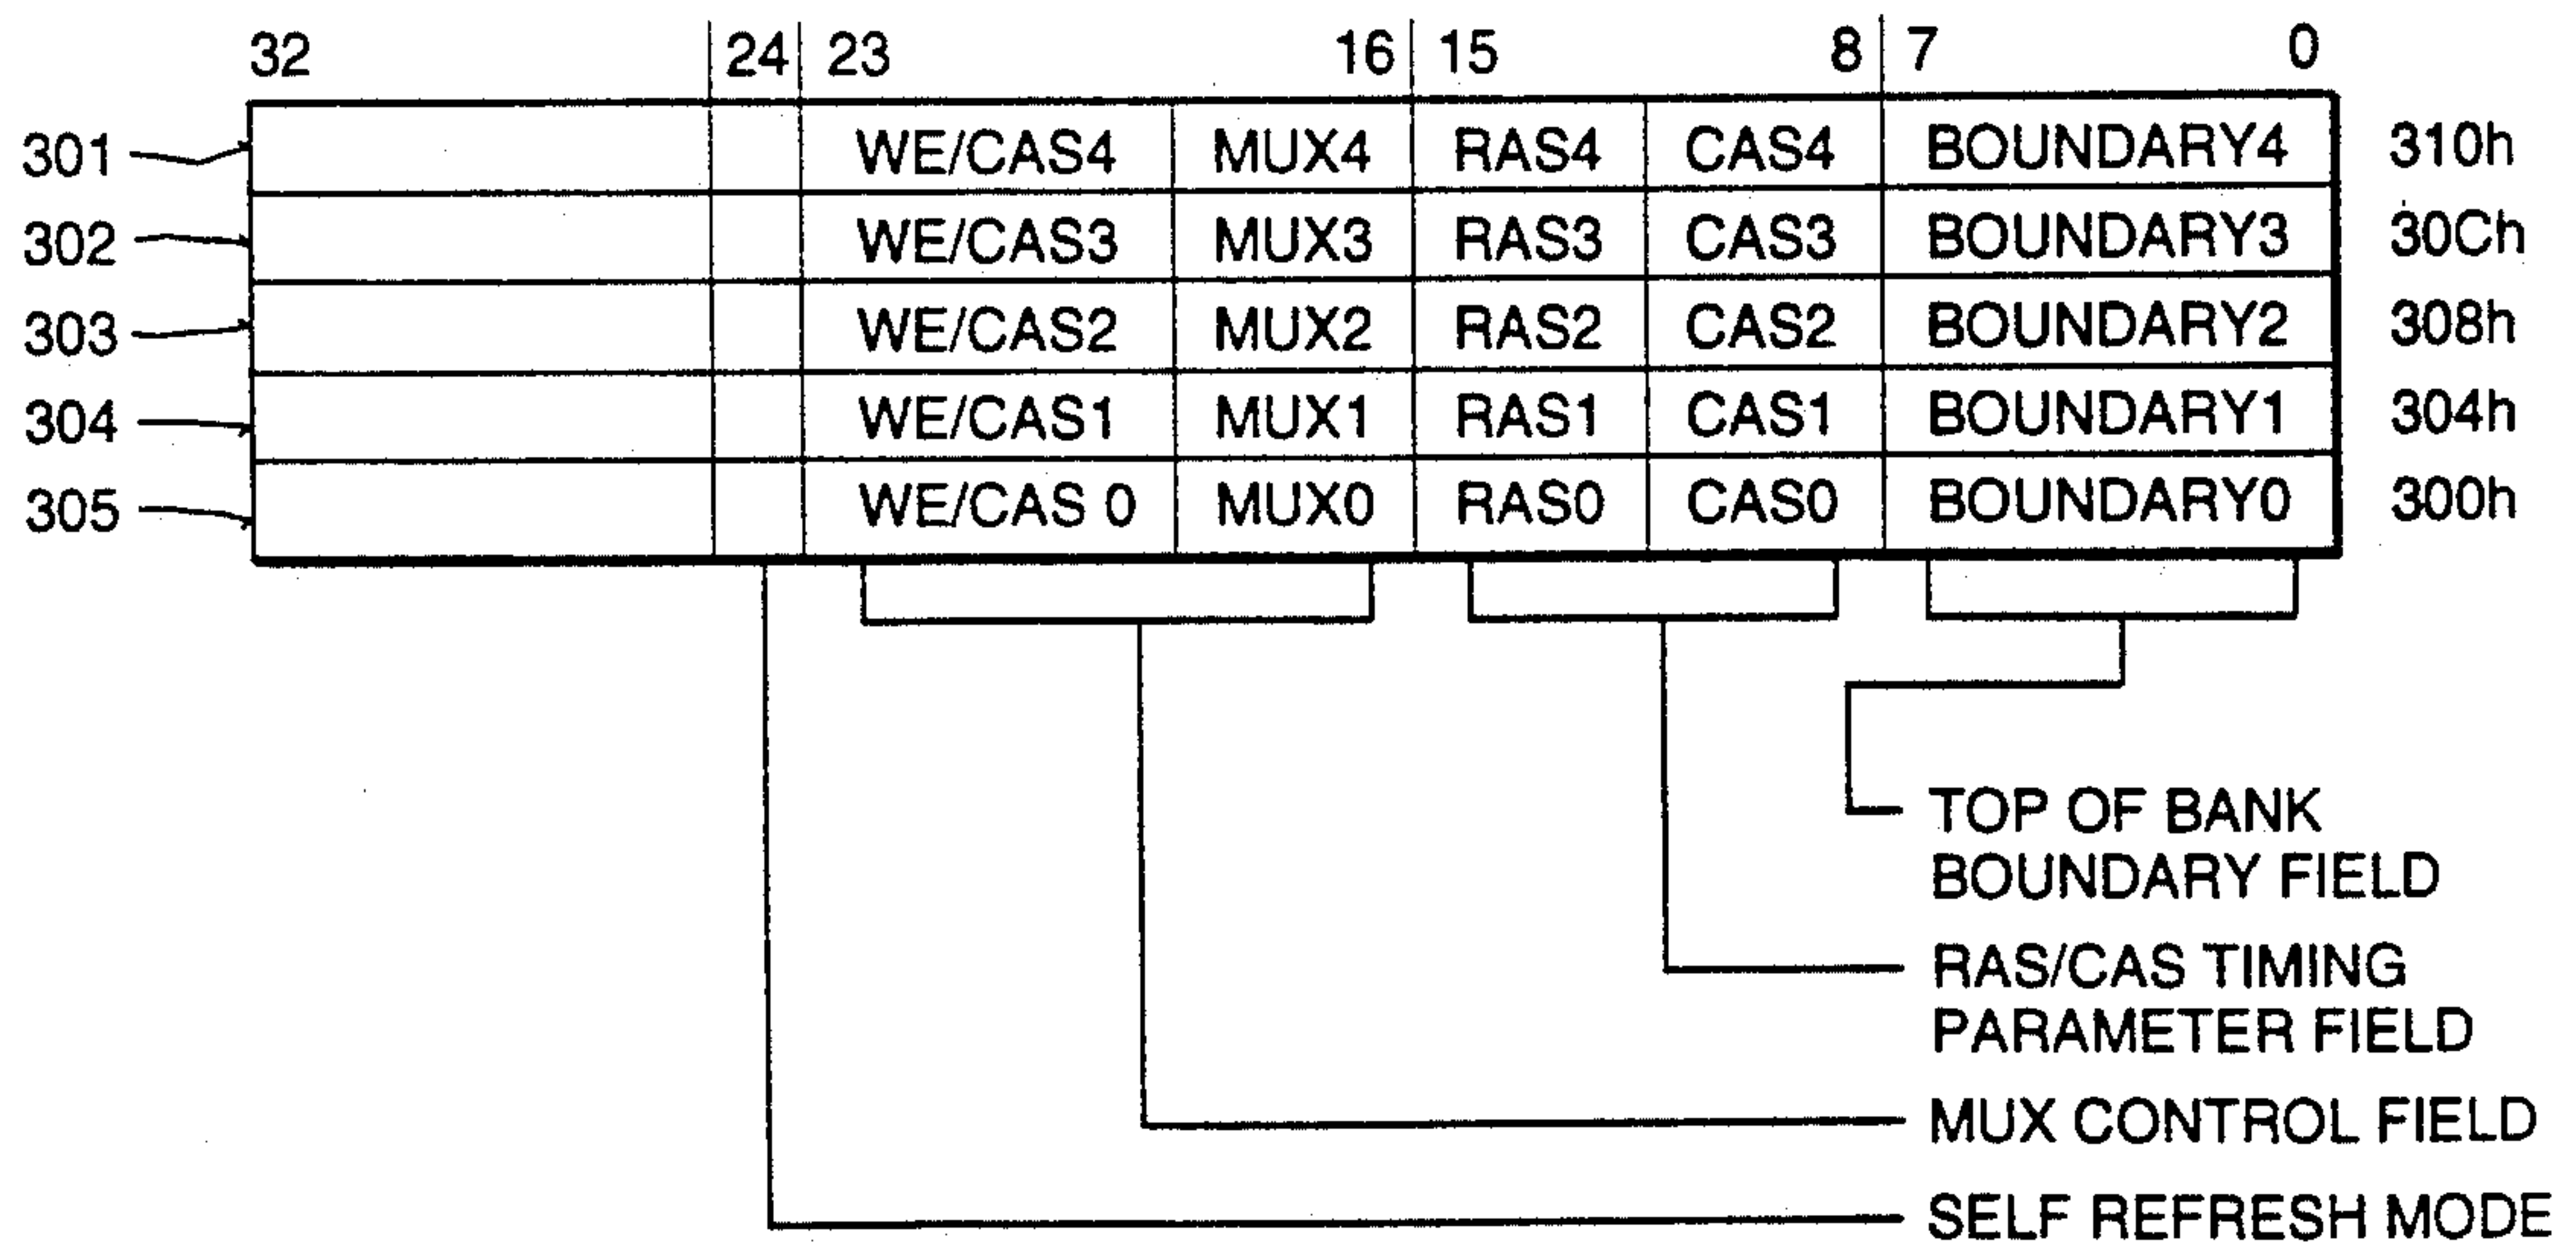 32 24 23 16 15 8 7 0
301 WE/CAS4 MUX4 RAS4 CAS4 BOUNDARY4 310h
302 WE/CAS3 MUX3 RAS3 CAS3 BOUNDARY3 30Ch
303 WE/CAS2 MUX2 RAS2 CAS2 BOUNDARY2 308h
304 WE/CAS1 MUX1 RAS1 CAS1 BOUNDARY1 304h
305 WE/CAS 0 MUX0 RAS0 CAS0 BOUNDARY0 300h
TOP OF BANK
BOUNDARY FIELD
RAS/CAS TIMING
PARAMETER FIELD
MUX CONTROL FIELD
SELF REFRESH MODE